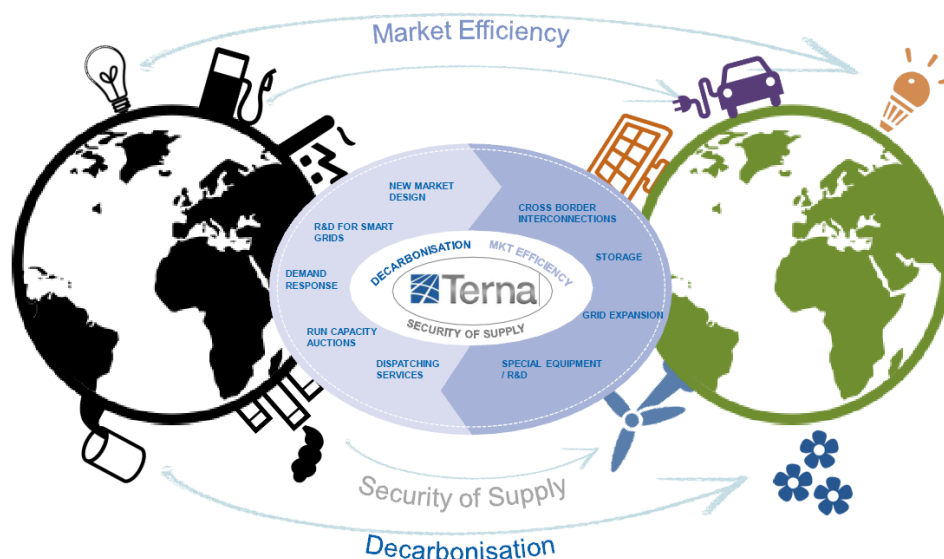 Market Efficiency
NEW MARKET
DESIGN
CROSS BORDER
INTERCONNECTIONS
R&D FOR SMART
GRIDS
DECARBONISATION
MKT EFFICIENCY
STORAGE
DEMAND
RESPONSE
Terna
GRID EXPANSION
SECURITY OF SUPPLY
RUN CAPACITY
AUCTIONS
DISPATCHING
SERVICES
SPECIAL EQUIPMENT
/ R&D
Security of Supply
Decarbonisation